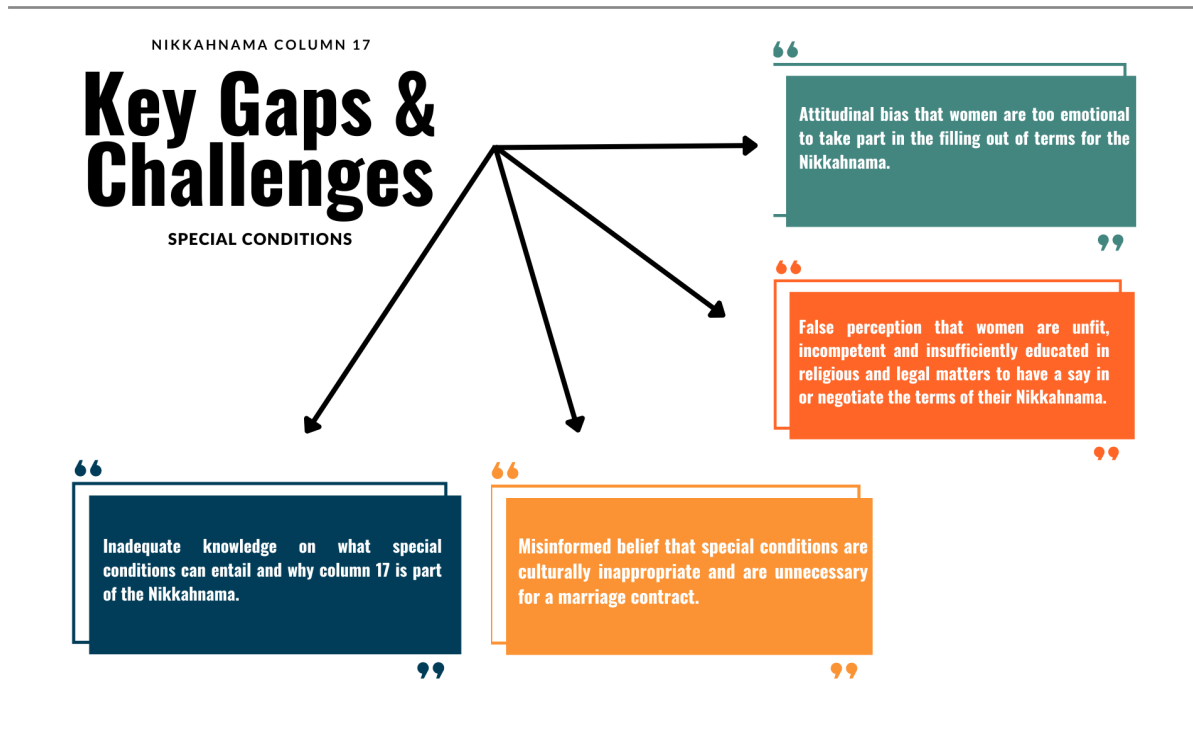 NIKKAHNAMA COLUMN 17
Key Gaps &
Challenges
SPECIAL CONDITIONS
“
Attitudinal bias that women are too emotional
to take part in the filling out of terms for the
Nikkahnama.
”
“
False perception that women are unfit,
incompetent and insufficiently educated in
religious and legal matters to have a say in
or negotiate the terms of their Nikkahnama.
”
“
Inadequate knowledge on what special
conditions can entail and why column 17 is part
of the Nikkahnama.
”
“
Misinformed belief that special conditions are
culturally inappropriate and are unnecessary
for a marriage contract.
”